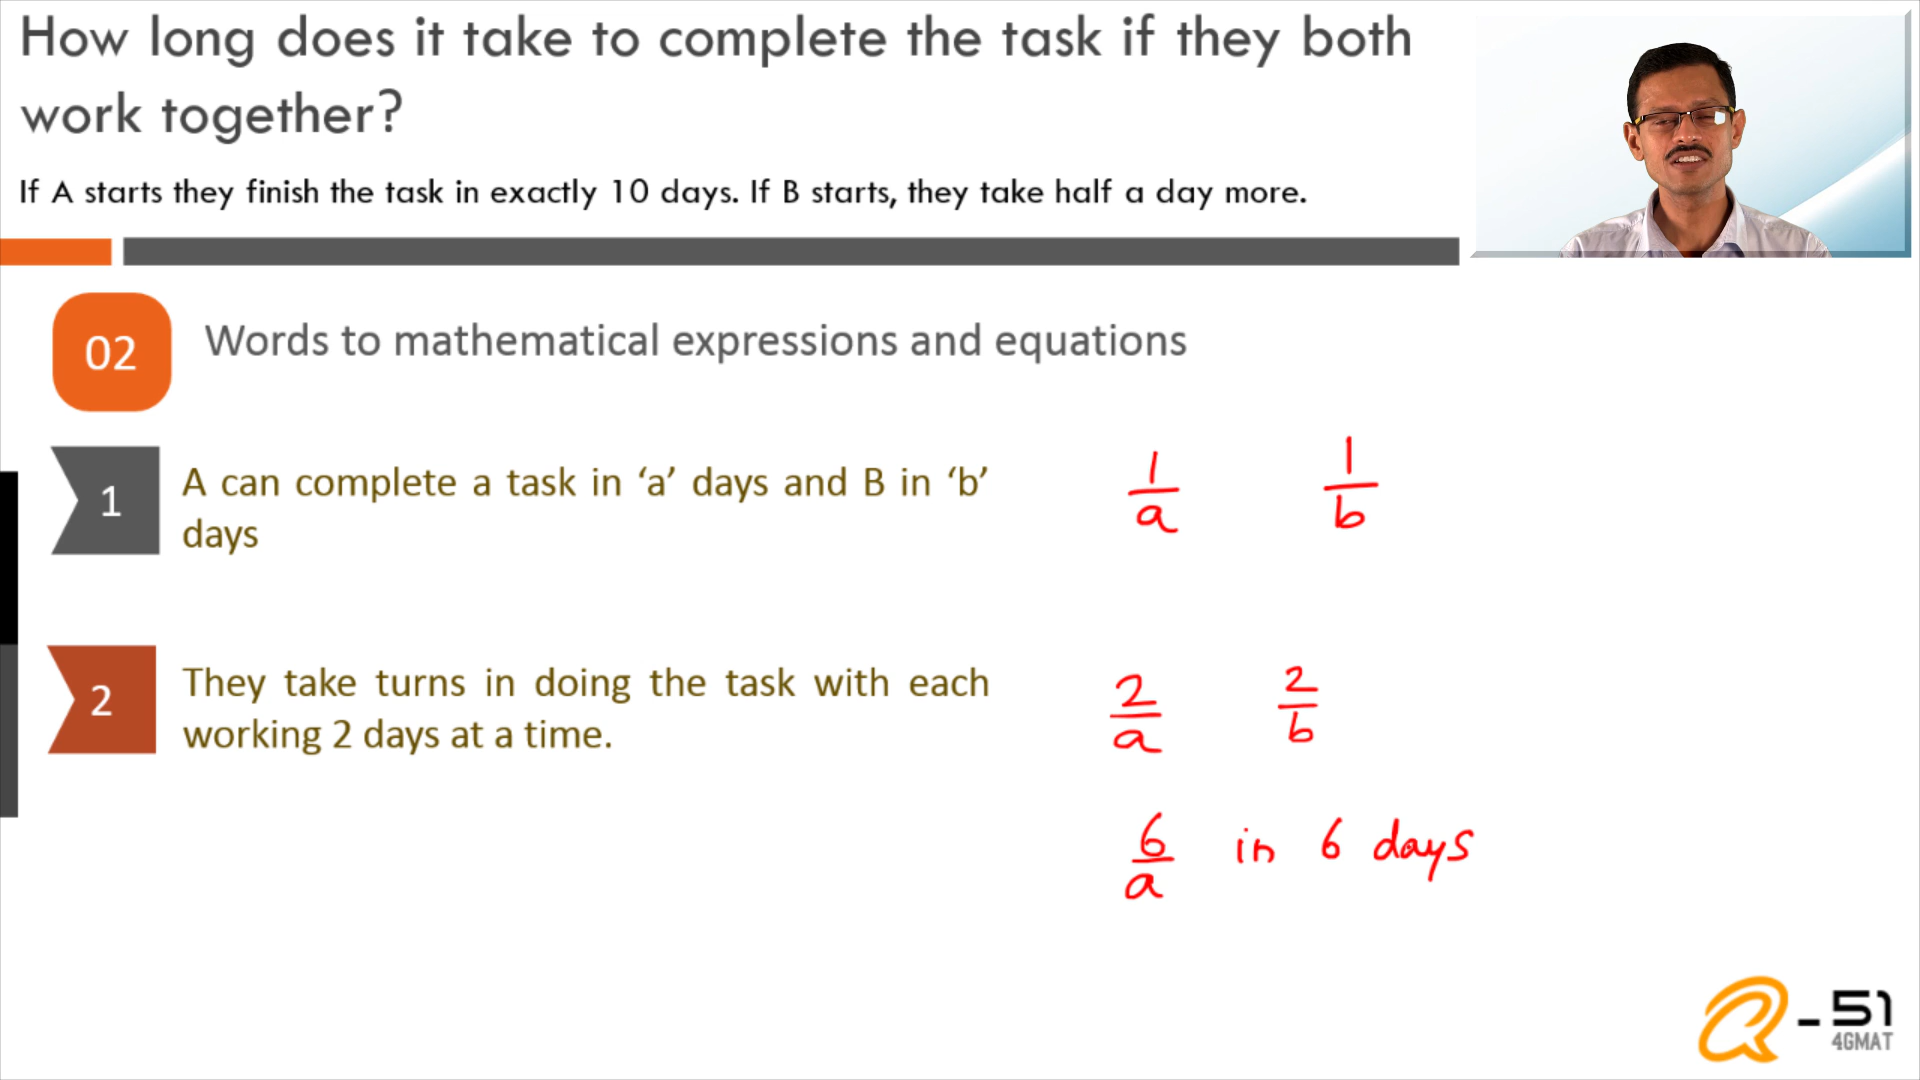 How long does it take to complete the task if they both
work together?
If A starts they finish the task in exactly 10 days. If B starts, they take half a day more.
02
Words to mathematical expressions and equations
1
A can complete a task in ‘a’ days and B in ‘b’
days
1/a 1/b
2
They take turns in doing the task with each
working 2 days at a time.
2/a 2/b
6/a in 6 days
Q-51
4GMAT